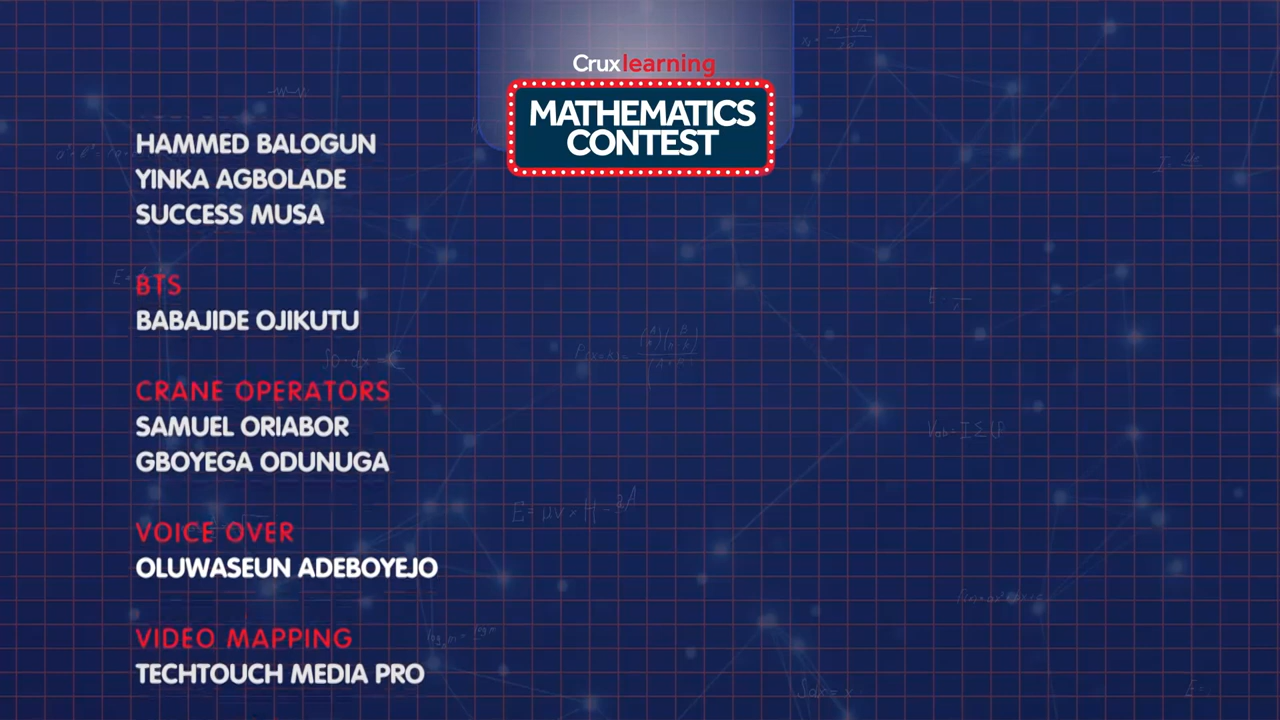 Cruxlearning
MATHEMATICS
CONTEST
HAMMED BALOGUN
YINKA AGBOLADE
SUCCESS MUSA
BTS
BABAJIDE OJIKUTU
CRANE OPERATORS
SAMUEL ORIABOR
GBOYEGA ODUNUGA
VOICE OVER
OLUWASEUN ADEBOYEJO
VIDEO MAPPING
TECHTOUCH MEDIA PRO